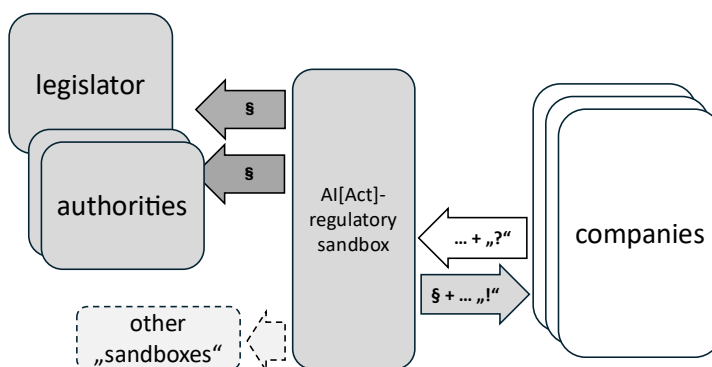 legislator
§
§
authorities
AI[Act]-
regulatory
sandbox
… + „?“
§ + … „!“
companies
other
„sandboxes“